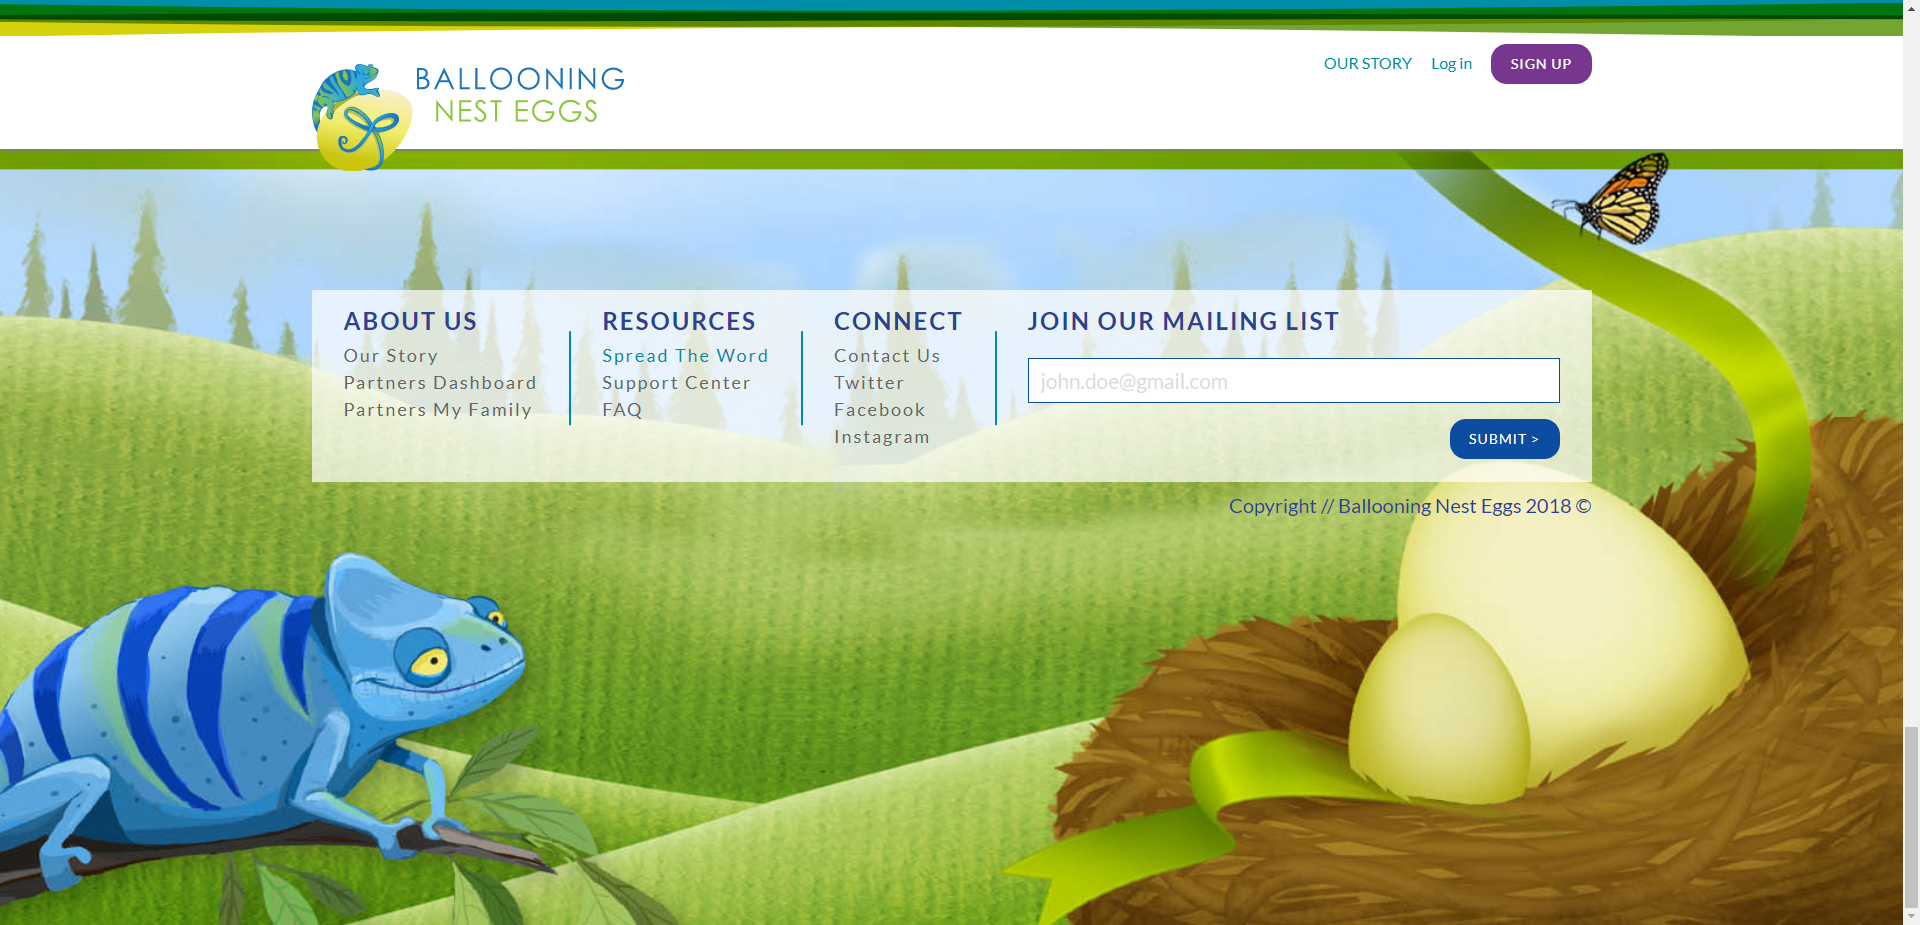 OUR STORY Log in SIGN UP
BALLOONING
NEST EGGS
ABOUT US
Our Story
Partners Dashboard
Partners My Family
RESOURCES
Spread The Word
Support Center
FAQ
CONNECT
Contact Us
Twitter
Facebook
Instagram
JOIN OUR MAILING LIST
john.doe@gmail.com
SUBMIT >
Copyright // Ballooning Nest Eggs 2018 ©